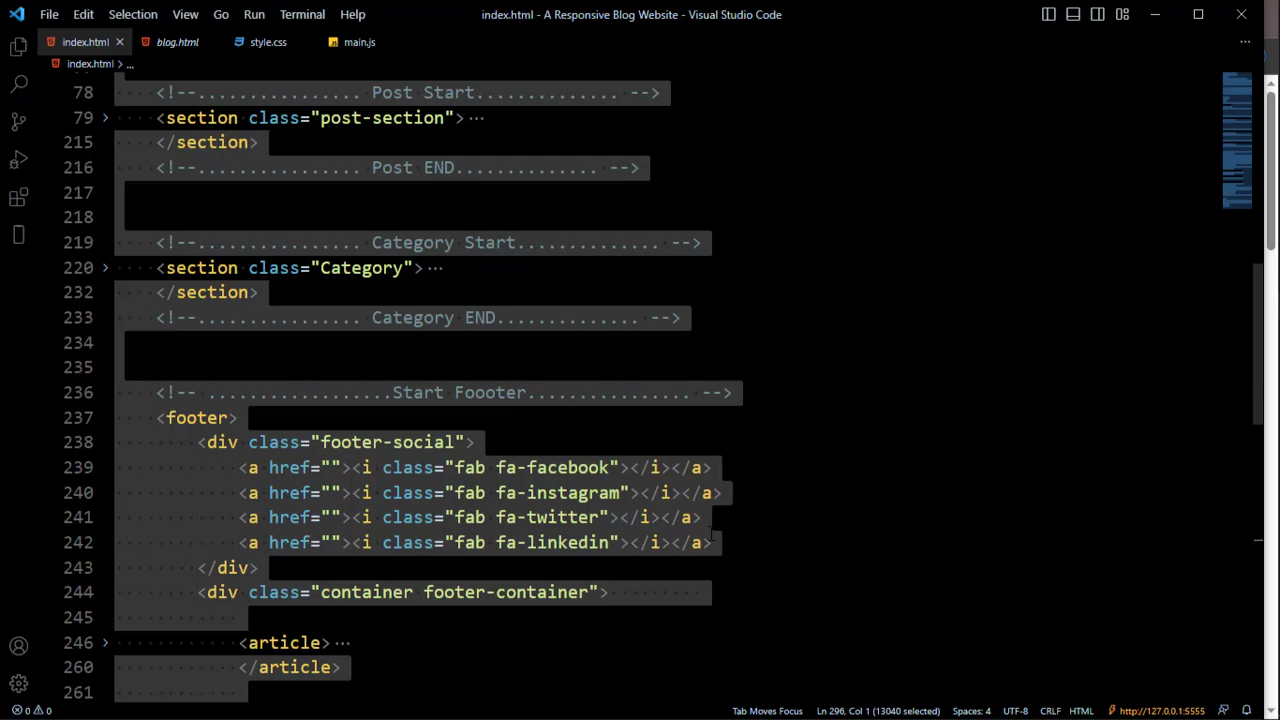 File Edit Selection View Go Run Terminal Help index.html - A Responsive Blog Website - Visual Studio Code
index.html blog.html style.css main.js
index.html > ...
78 <!--................ Post Start.............. -->
79 <section class="post-section"> ...
215 </section>
216 <!--................ Post END.............. -->
217
218
219 <!--................ Category Start.............. -->
220 <section class="Category"> ...
232 </section>
233 <!--................ Category END.............. -->
234
235
236 <!-- ..................Start Foooter................ -->
237 <footer>
238 <div class="footer-social">
239 <a href=""><i class="fab fa-facebook"></i></a>
240 <a href=""><i class="fab fa-instagram"></i></a>
241 <a href=""><i class="fab fa-twitter"></i></a>
242 <a href=""><i class="fab fa-linkedin"></i></a>
243 </div>
244 <div class="container footer-container">
245
246 <article> ...
260 </article>
261
0 0 Tab Moves Focus Ln 296, Col 1 (13040 selected) Spaces: 4 UTF-8 CRLF HTML http://127.0.0.1:5555